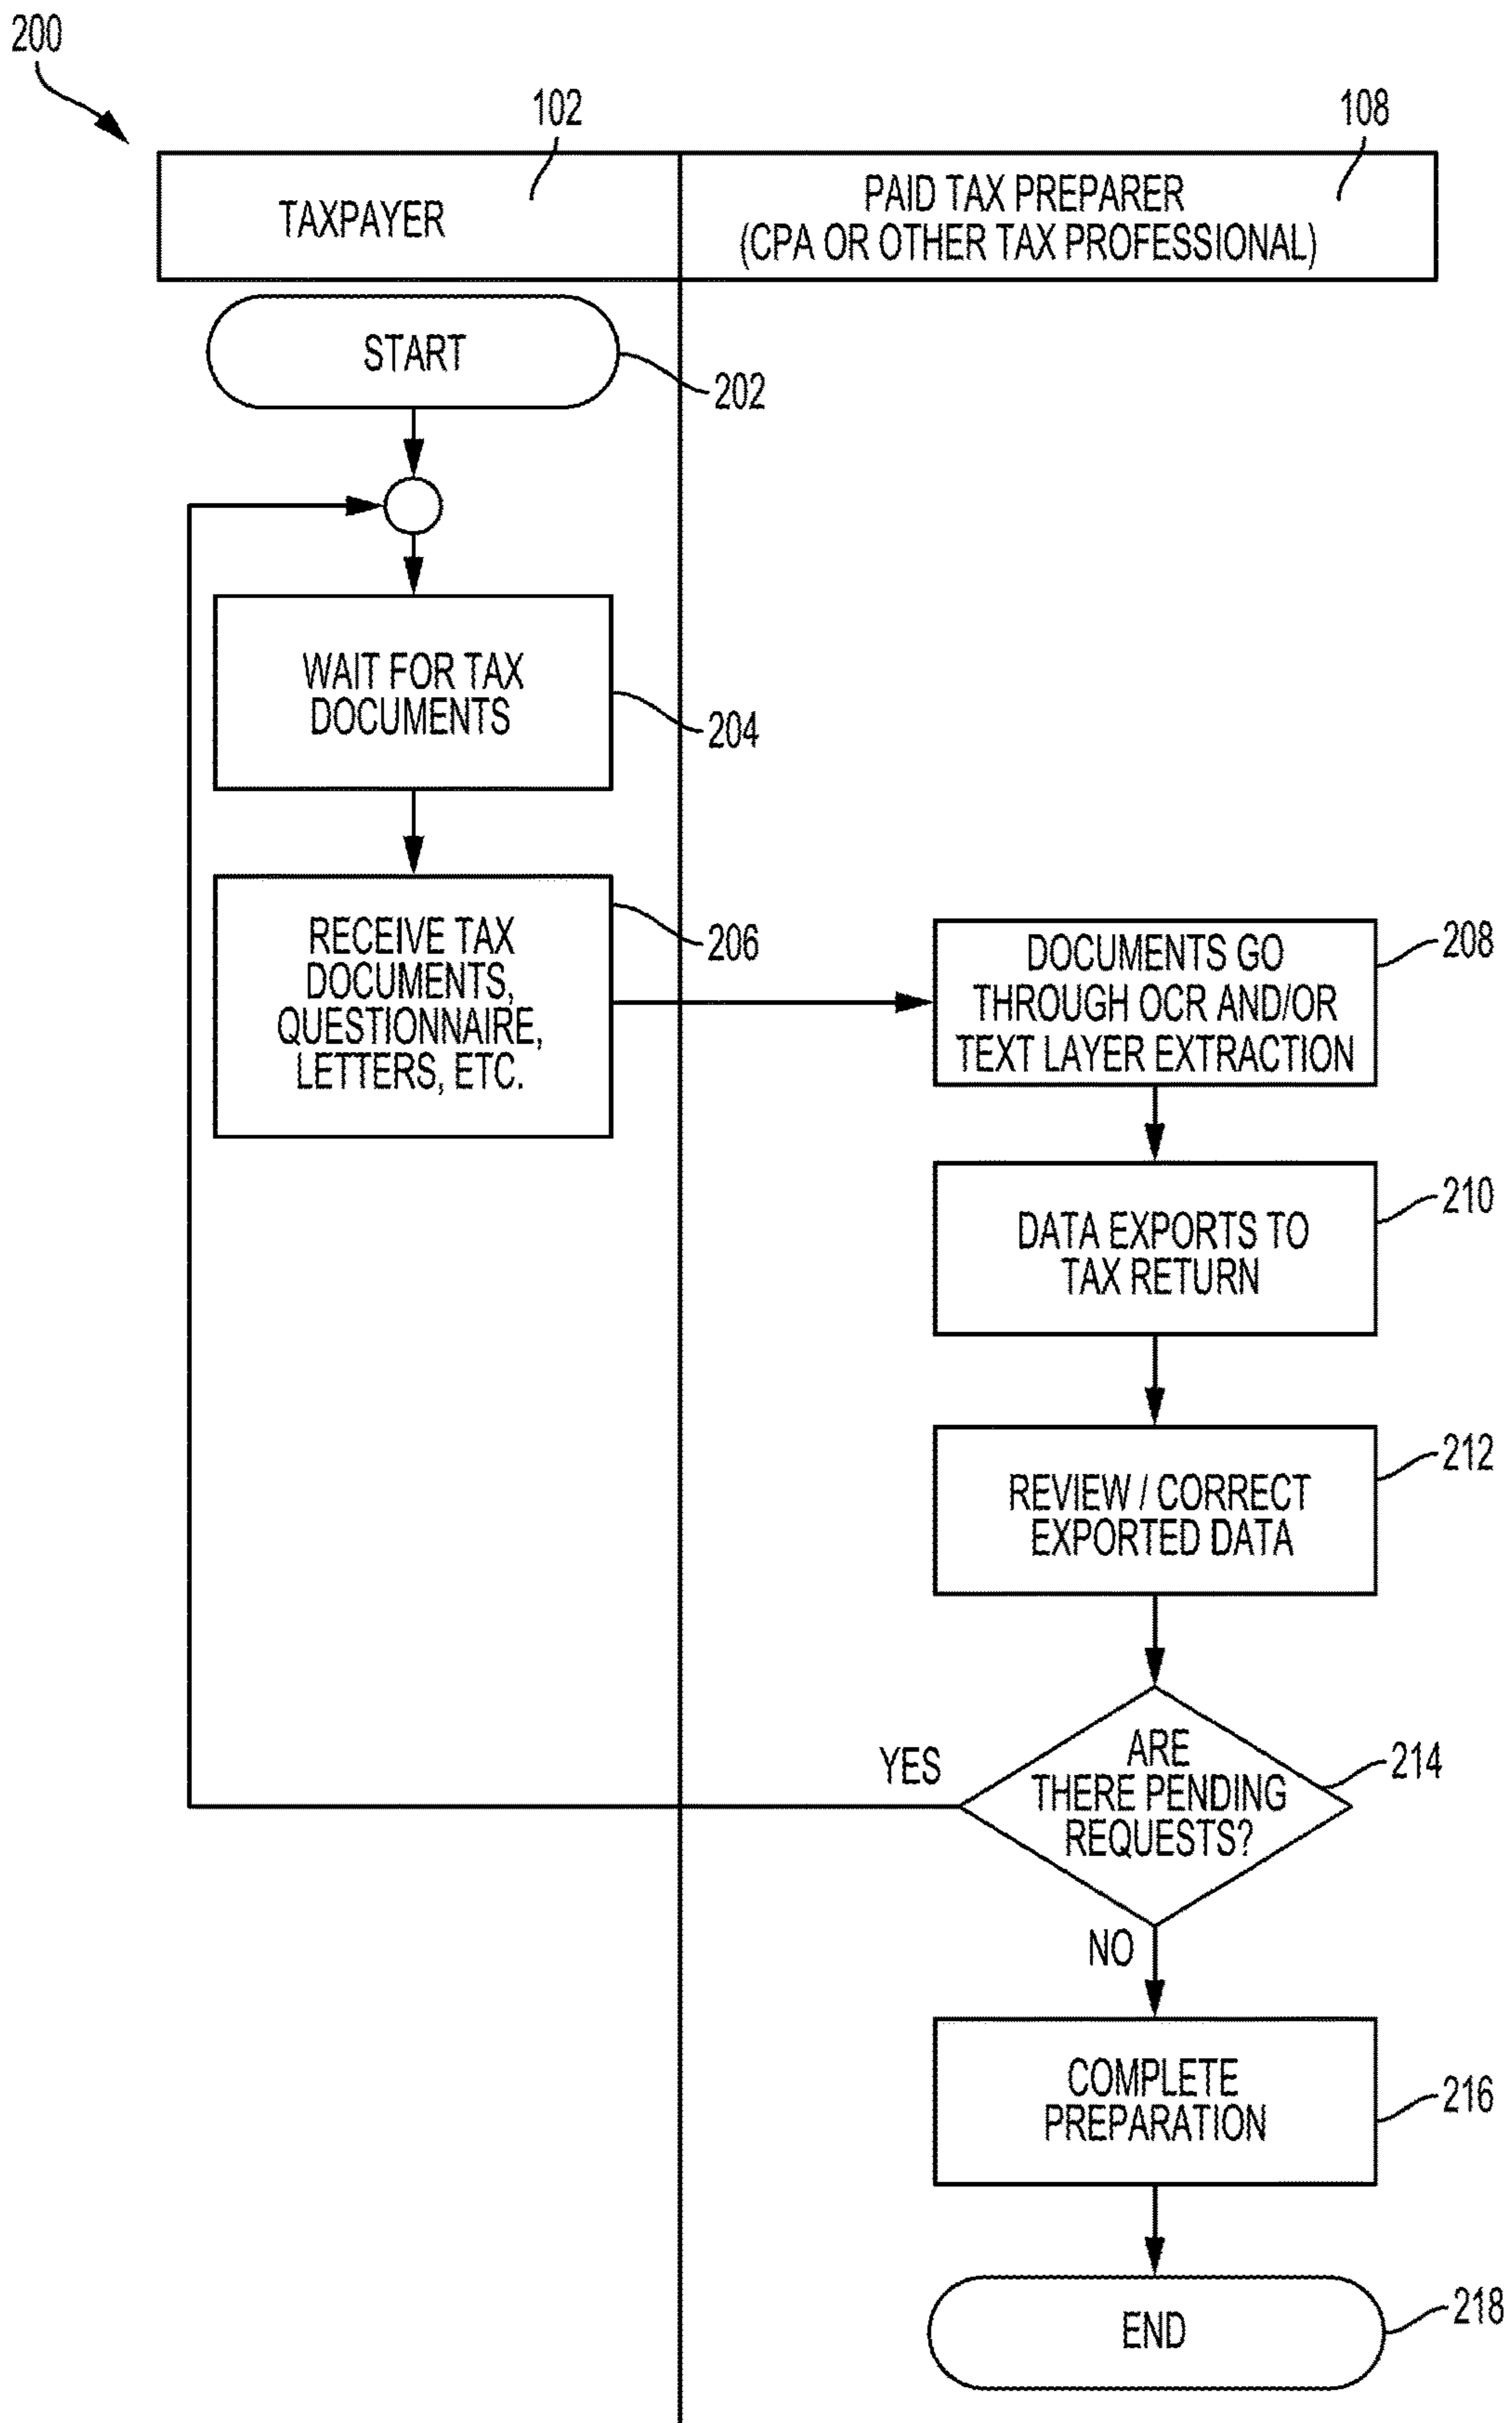 200
102
108
TAXPAYER
PAID TAX PREPARER
(CPA OR OTHER TAX PROFESSIONAL)
START
202
WAIT FOR TAX
DOCUMENTS
204
RECEIVE TAX
DOCUMENTS,
QUESTIONNAIRE,
LETTERS, ETC.
206
DOCUMENTS GO
THROUGH OCR AND/OR
TEXT LAYER EXTRACTION
208
DATA EXPORTS TO
TAX RETURN
210
REVIEW / CORRECT
EXPORTED DATA
212
ARE
THERE PENDING
REQUESTS?
214
YES
NO
COMPLETE
PREPARATION
216
END
218